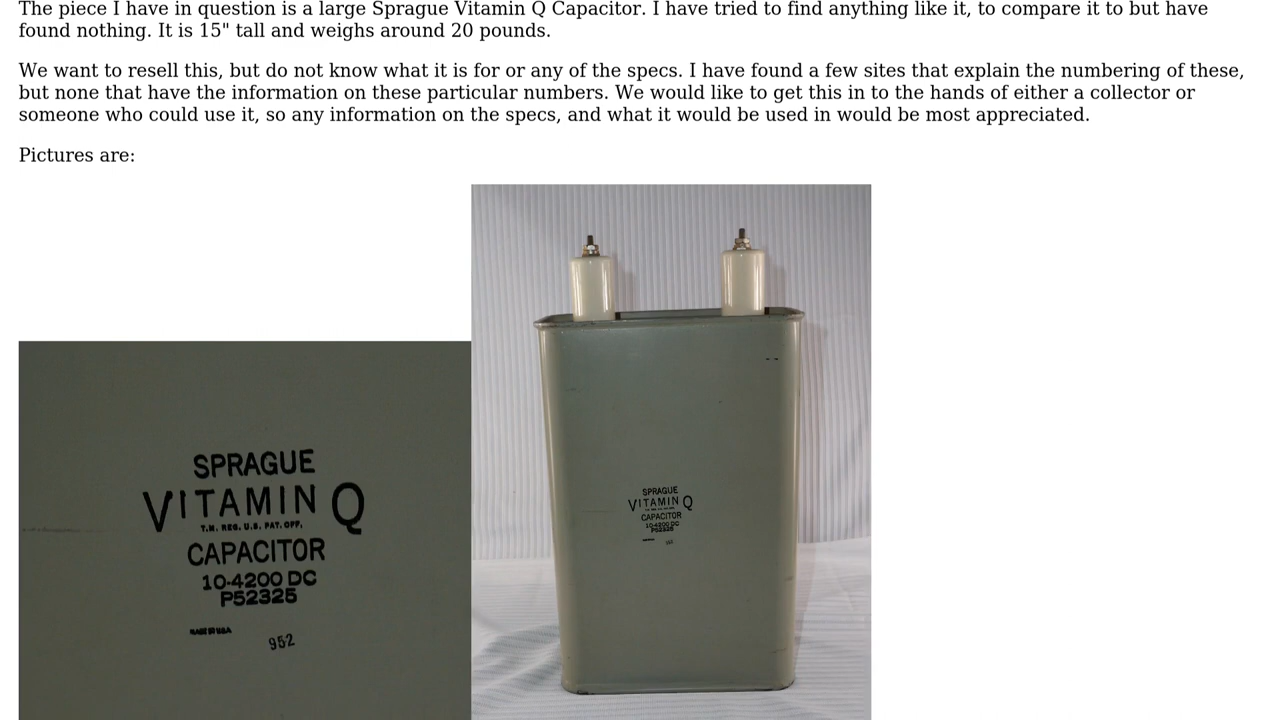 The piece I have in question is a large Sprague Vitamin Q Capacitor. I have tried to find anything like it, to compare it to but have
found nothing. It is 15" tall and weighs around 20 pounds.
We want to resell this, but do not know what it is for or any of the specs. I have found a few sites that explain the numbering of these,
but none that have the information on these particular numbers. We would like to get this in to the hands of either a collector or
someone who could use it, so any information on the specs, and what it would be used in would be most appreciated.
Pictures are:
SPRAGUE
VITAMIN Q
T.M. REG. U.S. PAT. OFF.
CAPACITOR
10-4200 DC
P52325
MADE IN U.S.A.
952
SPRAGUE
VITAMIN Q
CAPACITOR
10-4200 DC
P52325